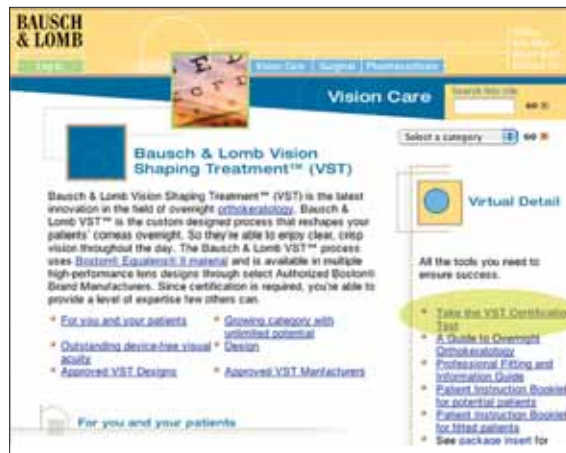 BAUSCH
& LOMB
Vision Care
Surgical
Pharmaceuticals
Vision Care
Search this site
GO
Select a category
GO
Bausch & Lomb Vision
Shaping Treatment™ (VST)
Bausch & Lomb Vision Shaping Treatment™ (VST) is the latest
innovation in the field of overnight orthokeratology. Bausch &
Lomb VST™ is the custom designed process that reshapes your
patients' corneas overnight. So they're able to enjoy clear, crisp
vision throughout the day. The Bausch & Lomb VST™ process
uses Boston® Equalens® II material and is available in multiple
high-performance lens designs through select Authorized Boston®
Brand Manufacturers. Since certification is required, you're able to
provide a level of expertise few others can.
For you and your patients
Growing category with
unlimited potential
Outstanding device-free visual
acuity
Design
Approved VST Designs
Approved VST Manfacturers
For you and your patients
Virtual Detail
All the tools you need to
ensure success.
Take the VST Certificatio
Test
A Guide to Overnight
Orthokeratology
Professional Fitting and
Information Guide
Patient Instruction Booklet
for potential patients
Patient Instruction Booklet
for fitted patients
See package insert for